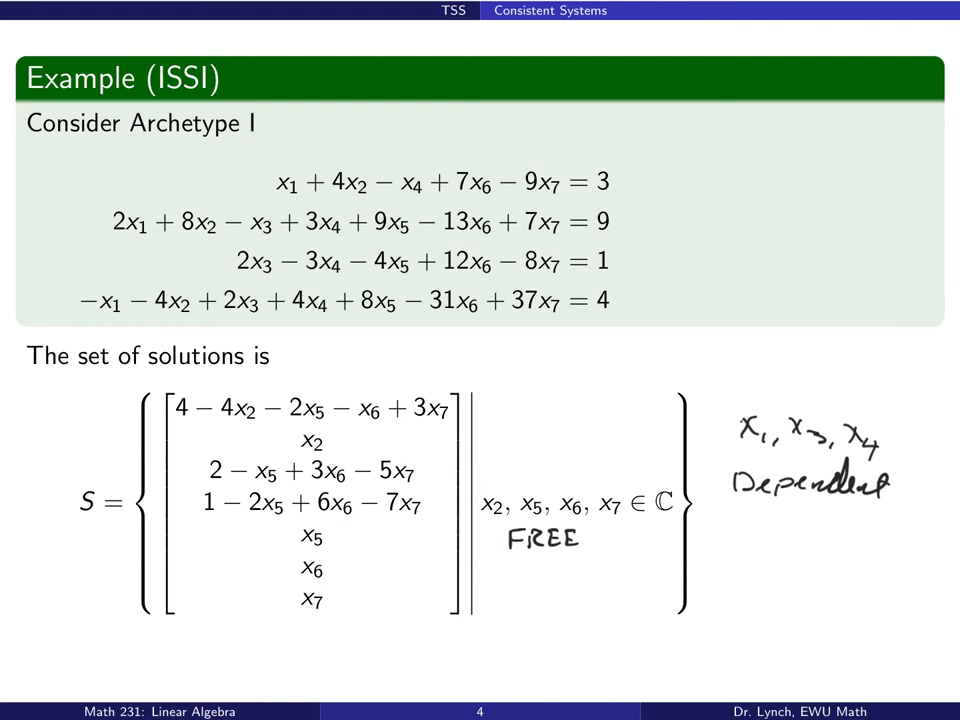 TSS Consistent Systems
Example (ISSI)
Consider Archetype I
x₁ + 4x₂ − x₄ + 7x₆ − 9x₇ = 3
2x₁ + 8x₂ − x₃ + 3x₄ + 9x₅ − 13x₆ + 7x₇ = 9
2x₃ − 3x₄ − 4x₅ + 12x₆ − 8x₇ = 1
−x₁ − 4x₂ + 2x₃ + 4x₄ + 8x₅ − 31x₆ + 37x₇ = 4
The set of solutions is
4 − 4x₂ − 2x₅ − x₆ + 3x₇
x₂
2 − x₅ + 3x₆ − 5x₇
S = 1 − 2x₅ + 6x₆ − 7x₇ x₂, x₅, x₆, x₇ ∈ ℂ
x₅
x₆
x₇
FREE
x₁, x₃, x₄
Dependent
Math 231: Linear Algebra 4 Dr. Lynch, EWU Math